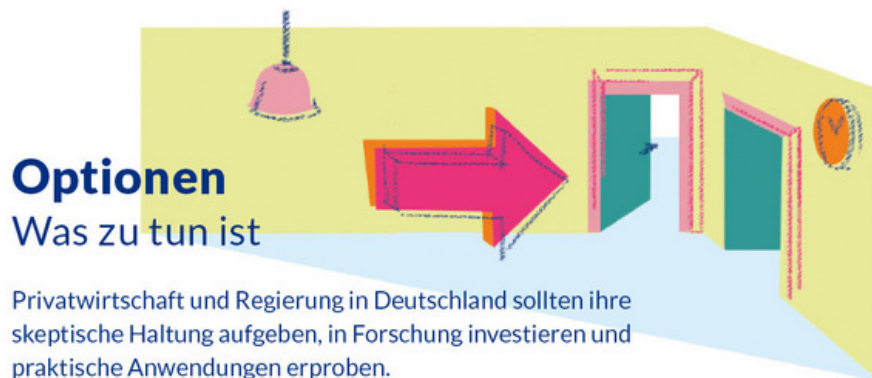 Optionen
Was zu tun ist
Privatwirtschaft und Regierung in Deutschland sollten ihre
skeptische Haltung aufgeben, in Forschung investieren und
praktische Anwendungen erproben.